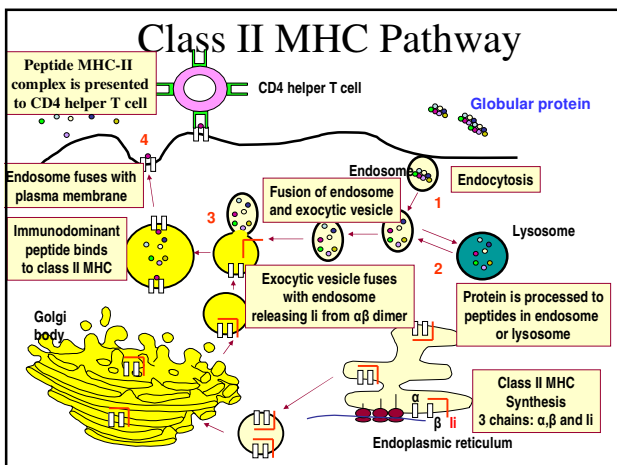 Class II MHC Pathway
Peptide MHC-II
complex is presented
to CD4 helper T cell
CD4 helper T cell
Globular protein
4
Endosome
Endocytosis
1
Endosome fuses with
plasma membrane
Fusion of endosome
and exocytic vesicle
3
Lysosome
2
Immunodominant
peptide binds
to class II MHC
Exocytic vesicle fuses
with endosome
releasing Ii from αβ dimer
Protein is processed to
peptides in endosome
or lysosome
Golgi
body
Class II MHC
Synthesis
3 chains: α,β and Ii
α
β
Ii
Endoplasmic reticulum